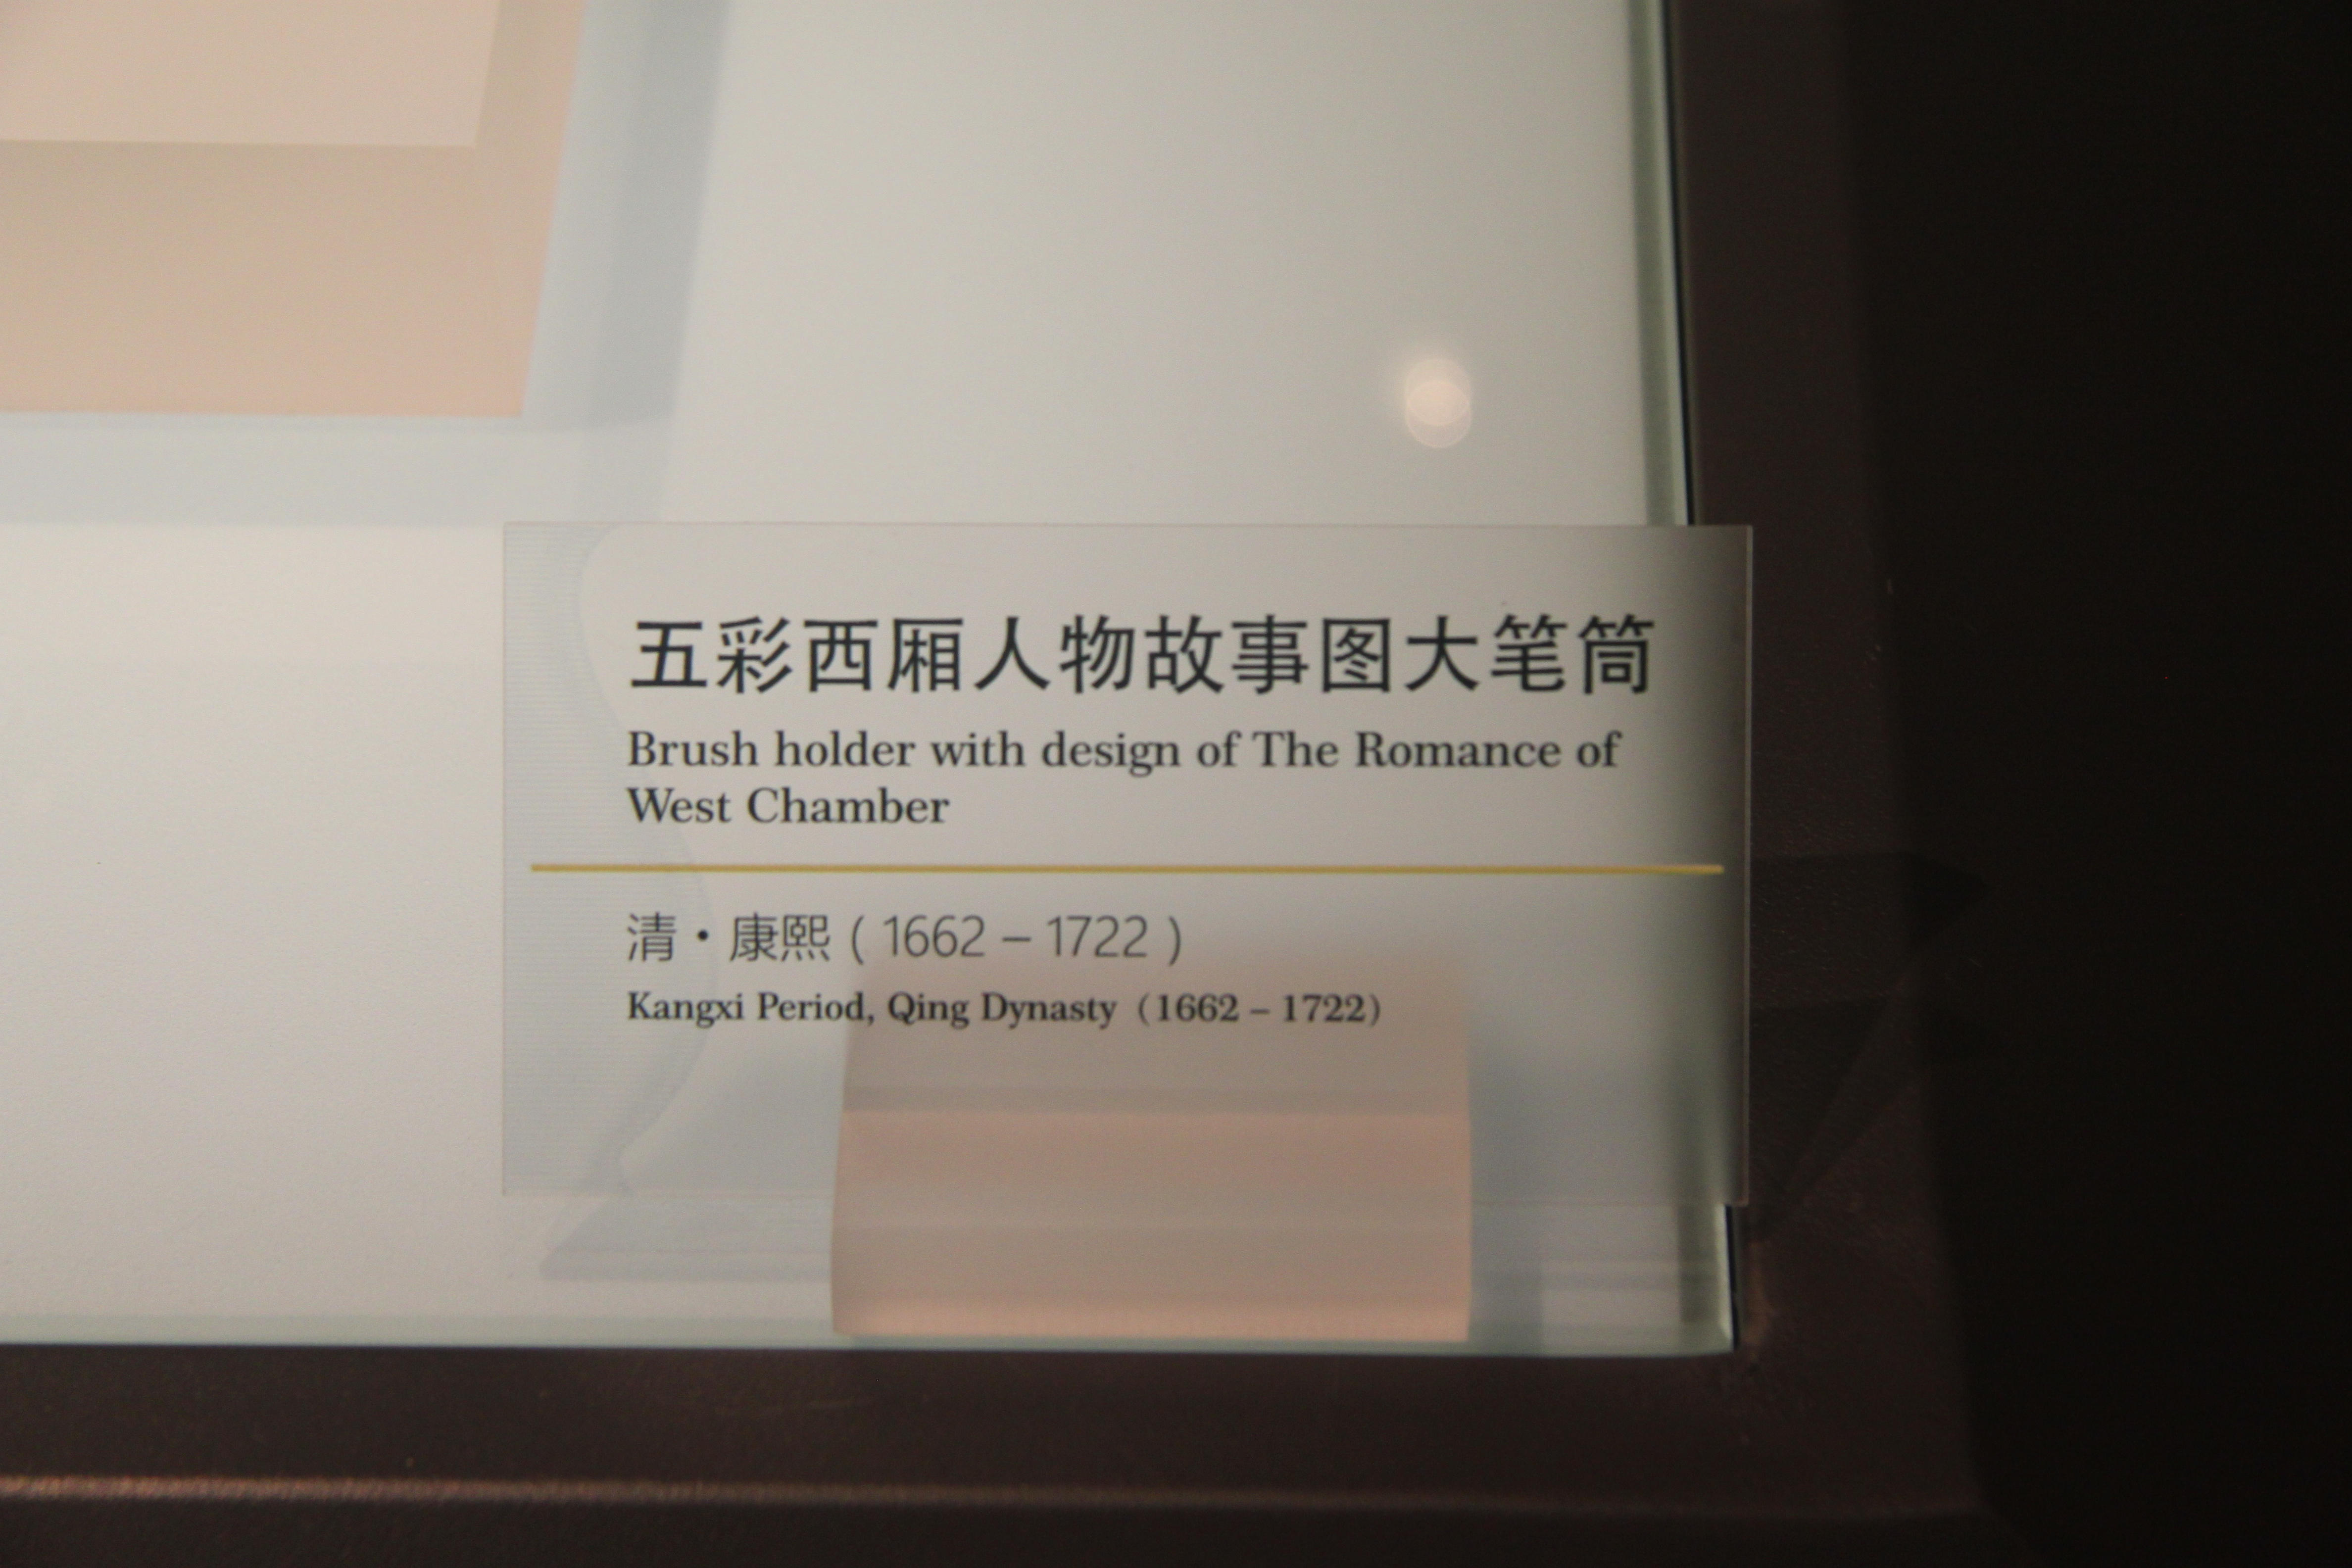 五彩西厢人物故事图大笔筒
Brush holder with design of The Romance of
West Chamber
清・康熙（1662 – 1722）
Kangxi Period, Qing Dynasty（1662 – 1722）